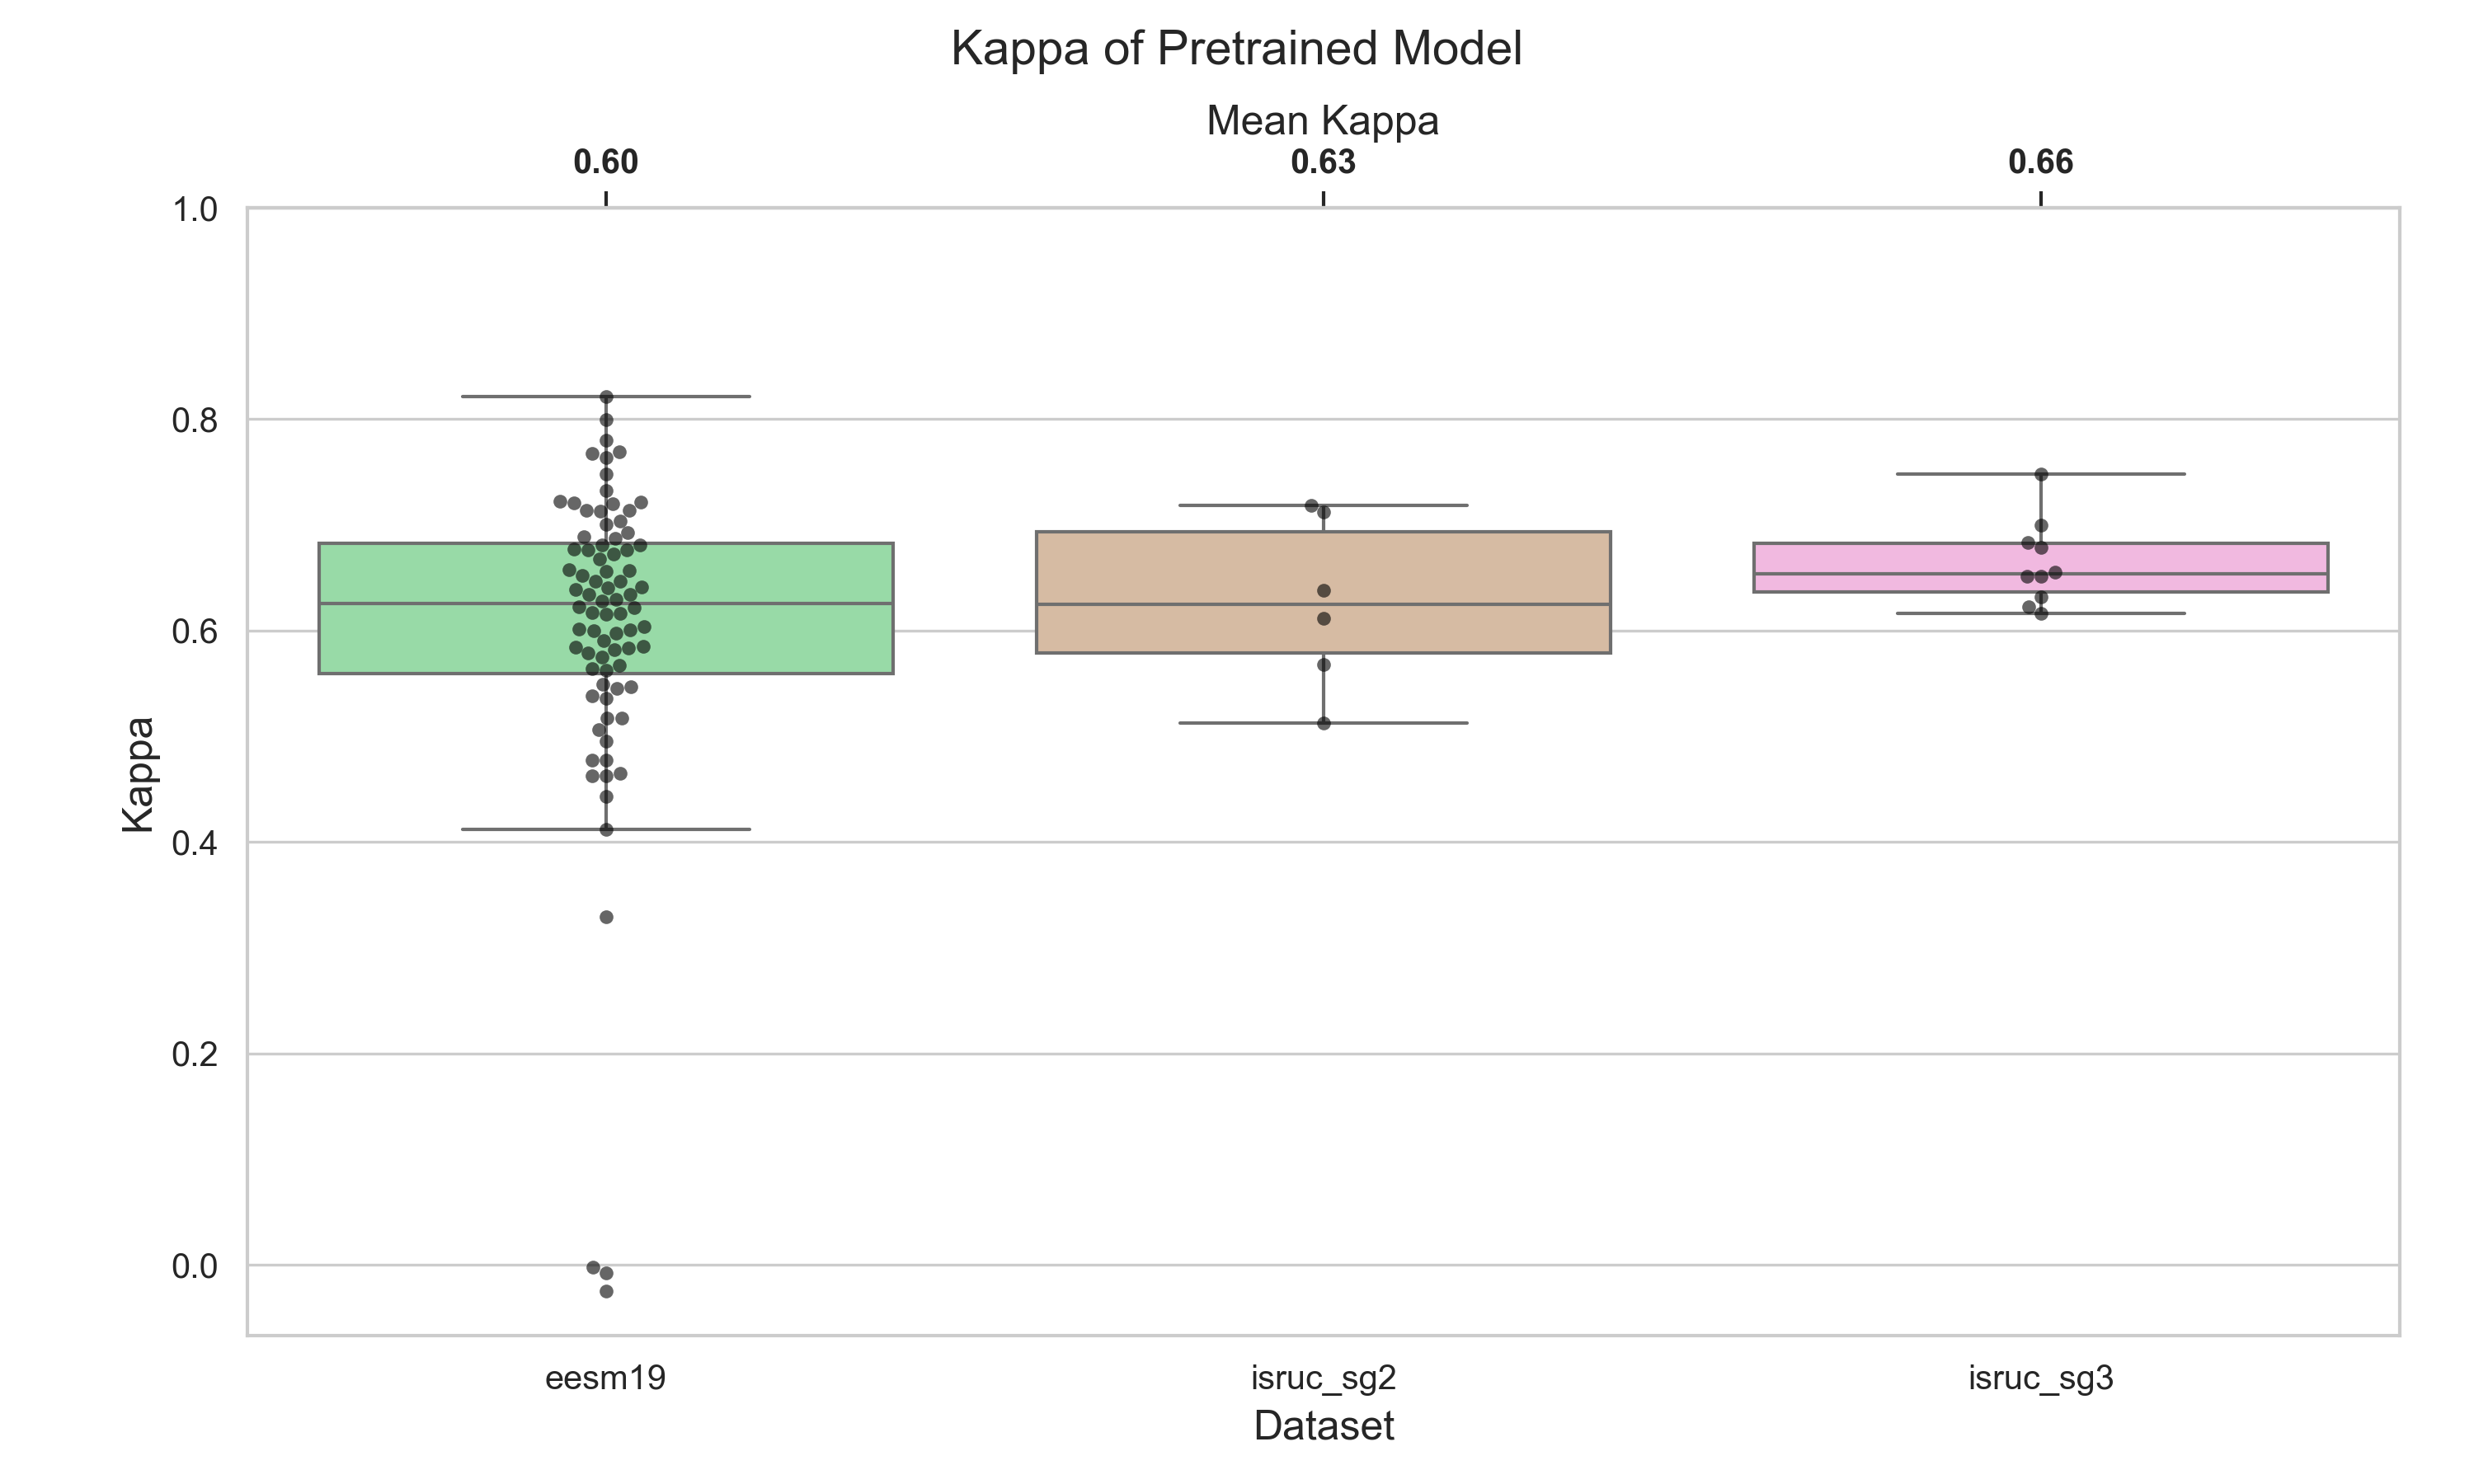 Kappa of Pretrained Model
Mean Kappa
0.60 0.63 0.66
1.0
0.8
0.6
0.4
0.2
0.0
Kappa
eesm19 isruc_sg2 isruc_sg3
Dataset